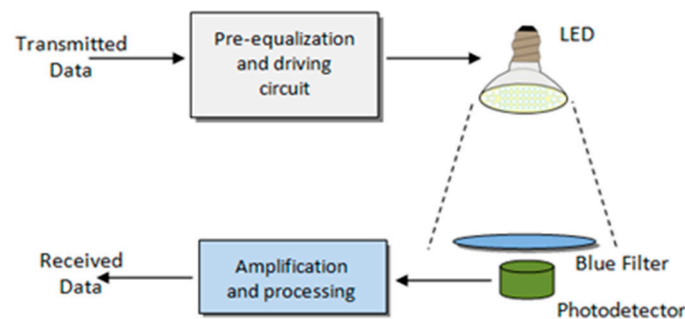 Transmitted
Data
Pre-equalization
and driving
circuit
LED
Received
Data
Amplification
and processing
Blue Filter
Photodetector